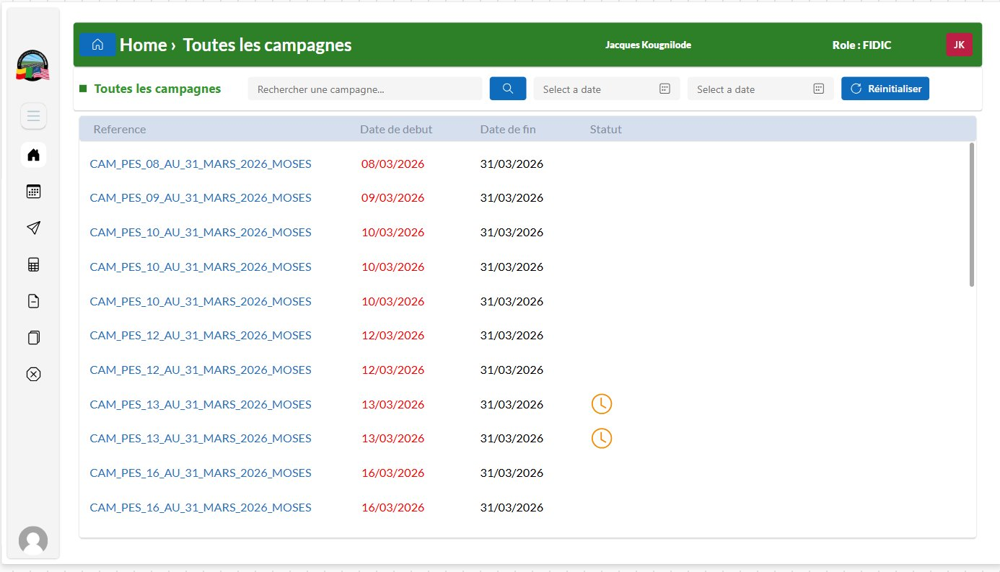 Home › Toutes les campagnes Jacques Kougnilode Role : FIDIC JK
Toutes les campagnes Rechercher une campagne... Select a date Select a date Réinitialiser
Reference Date de debut Date de fin Statut
CAM_PES_08_AU_31_MARS_2026_MOSES 08/03/2026 31/03/2026
CAM_PES_09_AU_31_MARS_2026_MOSES 09/03/2026 31/03/2026
CAM_PES_10_AU_31_MARS_2026_MOSES 10/03/2026 31/03/2026
CAM_PES_10_AU_31_MARS_2026_MOSES 10/03/2026 31/03/2026
CAM_PES_10_AU_31_MARS_2026_MOSES 10/03/2026 31/03/2026
CAM_PES_12_AU_31_MARS_2026_MOSES 12/03/2026 31/03/2026
CAM_PES_12_AU_31_MARS_2026_MOSES 12/03/2026 31/03/2026
CAM_PES_13_AU_31_MARS_2026_MOSES 13/03/2026 31/03/2026
CAM_PES_13_AU_31_MARS_2026_MOSES 13/03/2026 31/03/2026
CAM_PES_16_AU_31_MARS_2026_MOSES 16/03/2026 31/03/2026
CAM_PES_16_AU_31_MARS_2026_MOSES 16/03/2026 31/03/2026